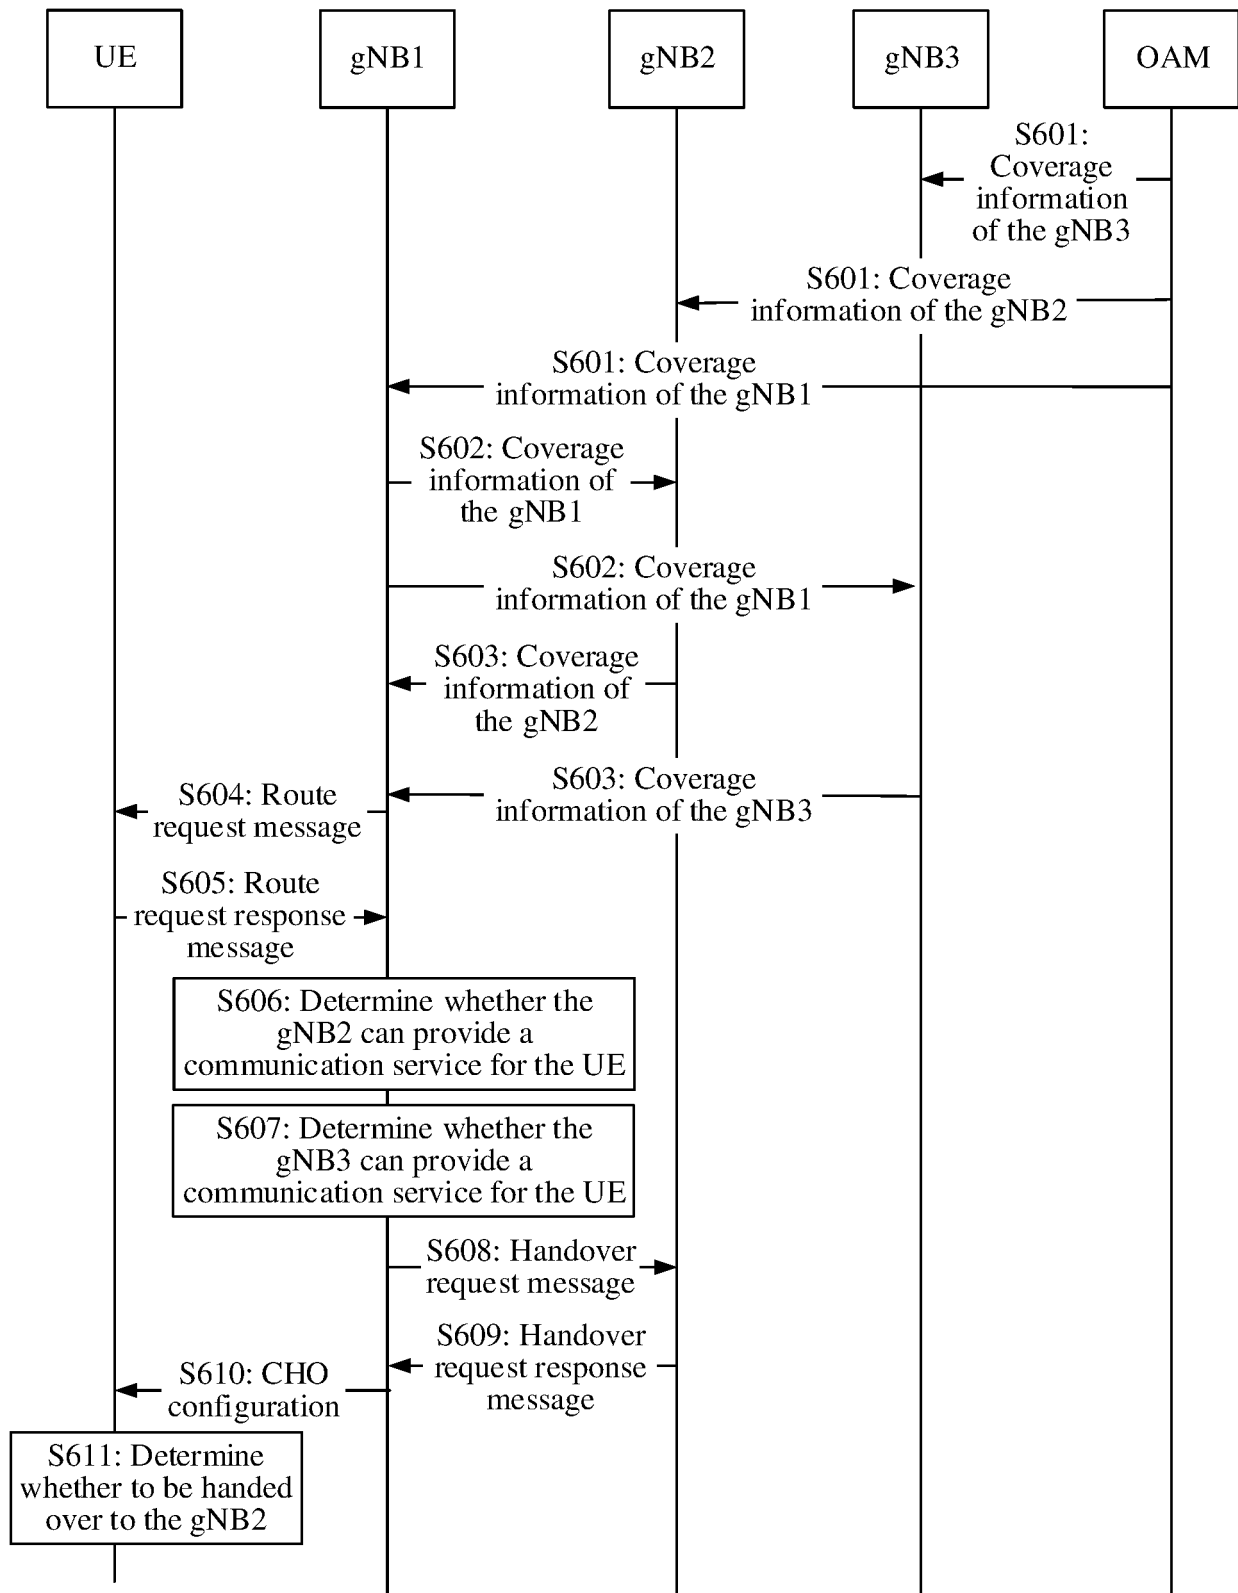 UE
gNB1
gNB2
gNB3
OAM
S601:
Coverage
information
of the gNB3
S601: Coverage
information of the gNB2
S601: Coverage
information of the gNB1
S602: Coverage
information of
the gNB1
S602: Coverage
information of the gNB1
S603: Coverage
information of
the gNB2
S603: Coverage
information of the gNB3
S604: Route
request message
S605: Route
request response
message
S606: Determine whether the
gNB2 can provide a
communication service for the UE
S607: Determine whether the
gNB3 can provide a
communication service for the UE
S608: Handover
request message
S609: Handover
request response
message
S610: CHO
configuration
S611: Determine
whether to be handed
over to the gNB2